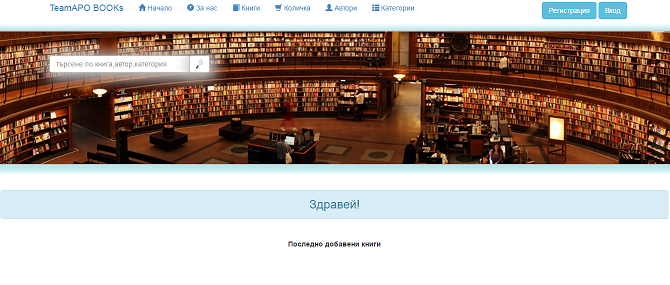 TeamAPO BOOKs Начало За нас Книги Количка Автори Категории Регистрация Вход
търсене по книга,автор,категория
Здравей!
Последно добавени книги